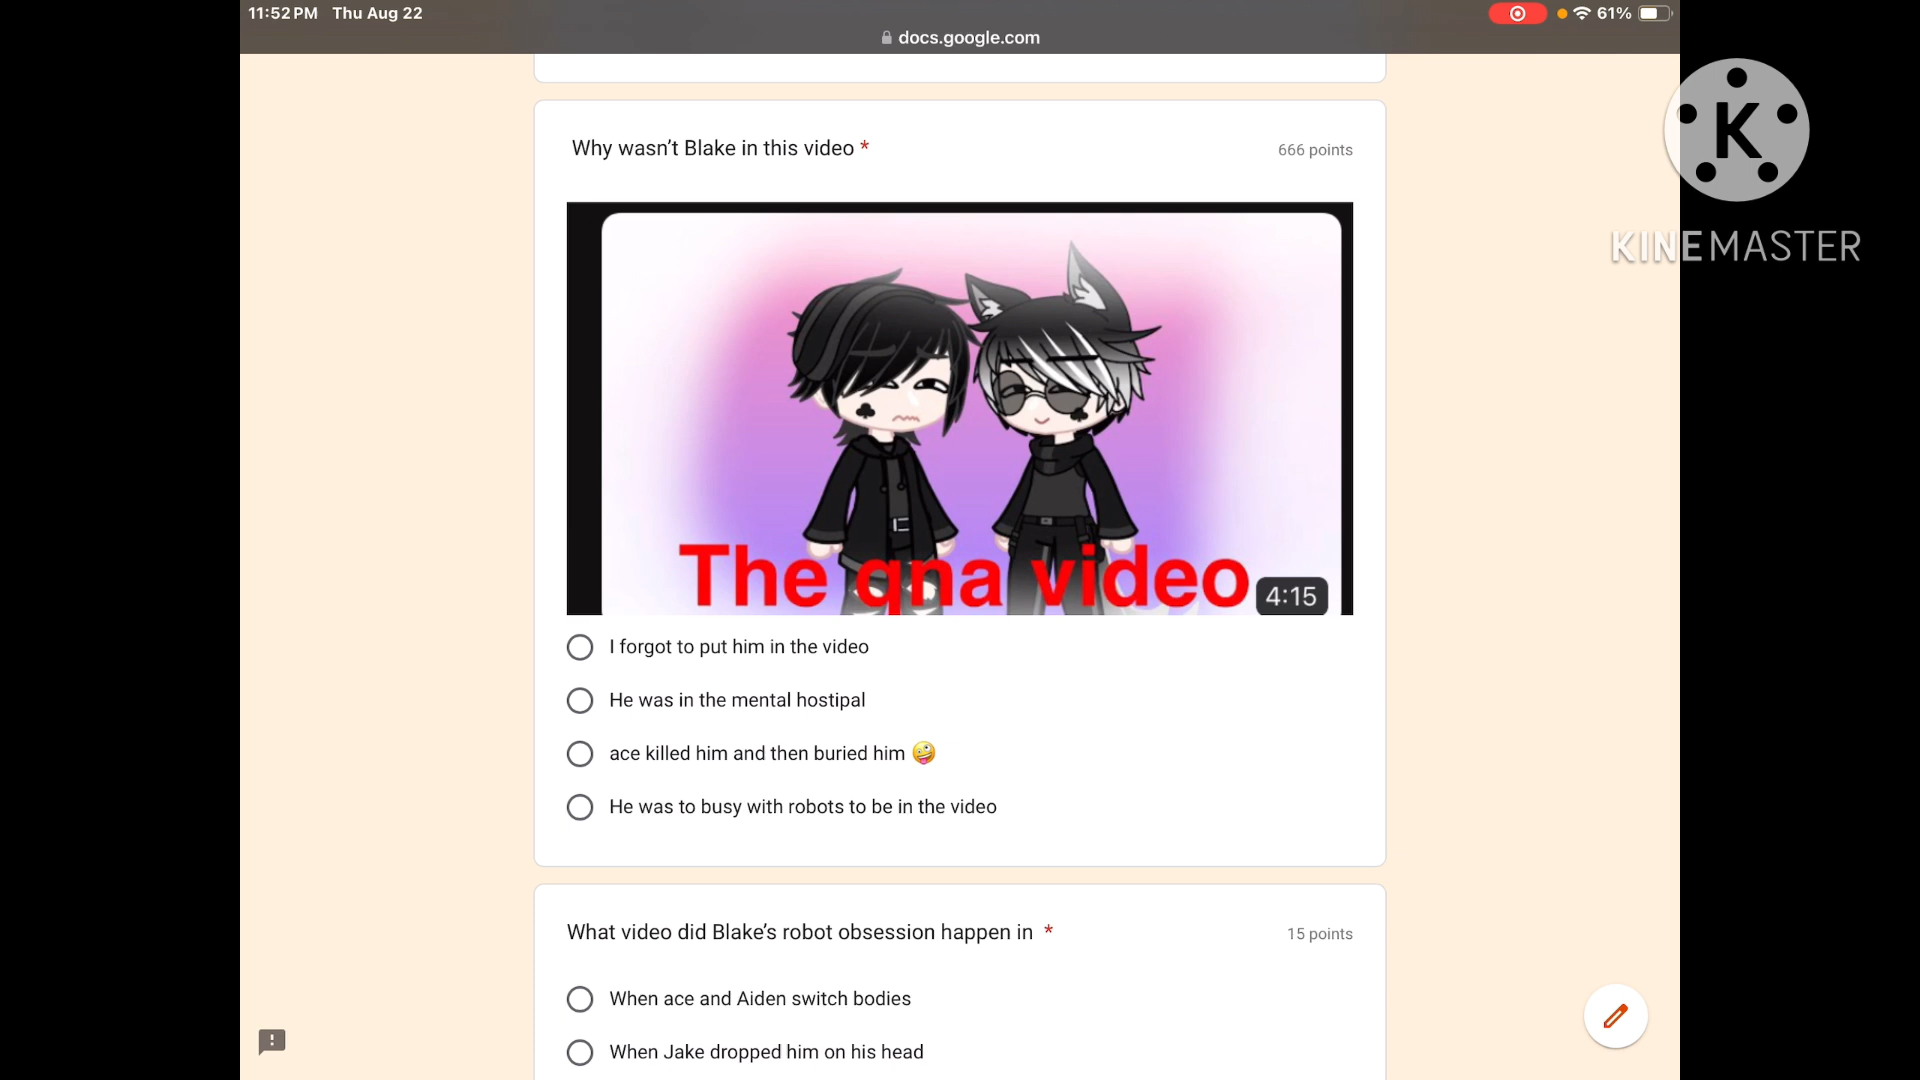 11:52 PM Thu Aug 22
61%
docs.google.com
K
KINEMASTER
Why wasn’t Blake in this video *
666 points
The qna video
4:15
I forgot to put him in the video
He was in the mental hostipal
ace killed him and then buried him 🤪
He was to busy with robots to be in the video
What video did Blake’s robot obsession happen in *
15 points
When ace and Aiden switch bodies
When Jake dropped him on his head